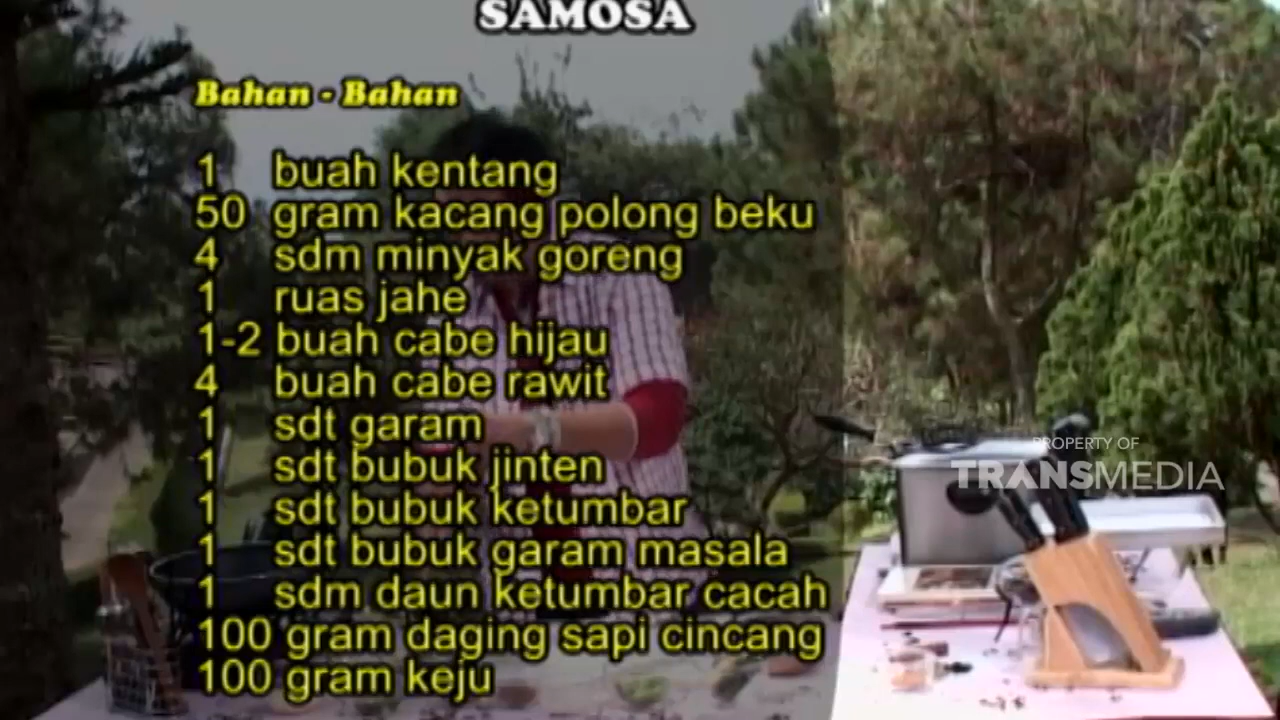 SAMOSA
Bahan - Bahan
1 buah kentang
50 gram kacang polong beku
4 sdm minyak goreng
1 ruas jahe
1-2 buah cabe hijau
4 buah cabe rawit
1 sdt garam
1 sdt bubuk jinten
1 sdt bubuk ketumbar
1 sdt bubuk garam masala
1 sdm daun ketumbar cacah
100 gram daging sapi cincang
100 gram keju
PROPERTY OF
TRANSMEDIA